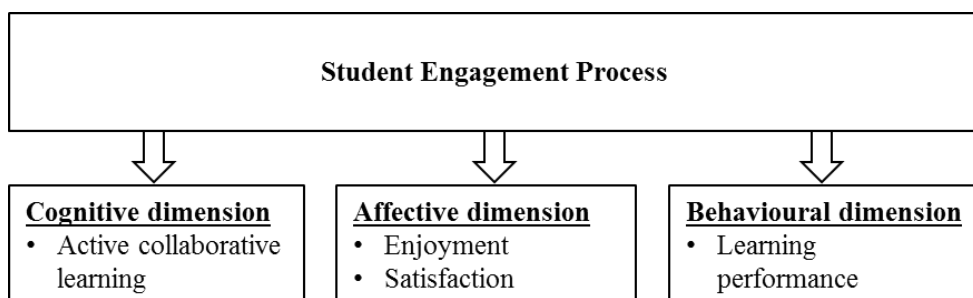 Student Engagement Process
Cognitive dimension
• Active collaborative
learning
Affective dimension
• Enjoyment
• Satisfaction
Behavioural dimension
• Learning
performance